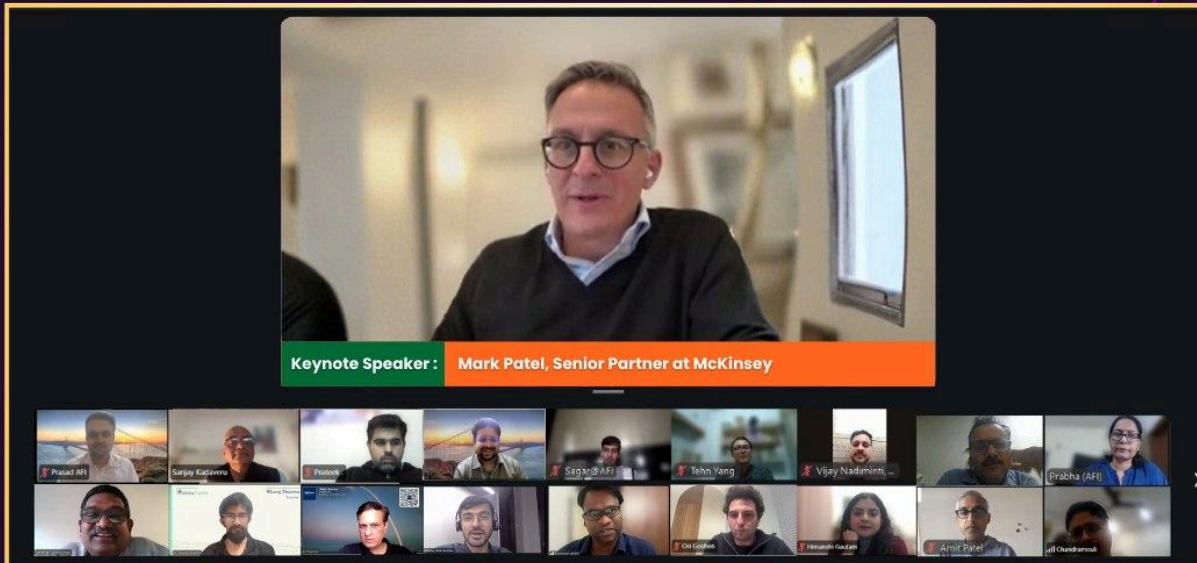 Keynote Speaker : Mark Patel, Senior Partner at McKinsey
Prasad AFI
Sanjay Kadaveru
Prateek
Sagar@AFI
Tehn Yang
Vijay Nadiminti, ...
Prabha (AFI)
Ori Goshen
Himanshi Gautam
Amit Patel
Chandramouli